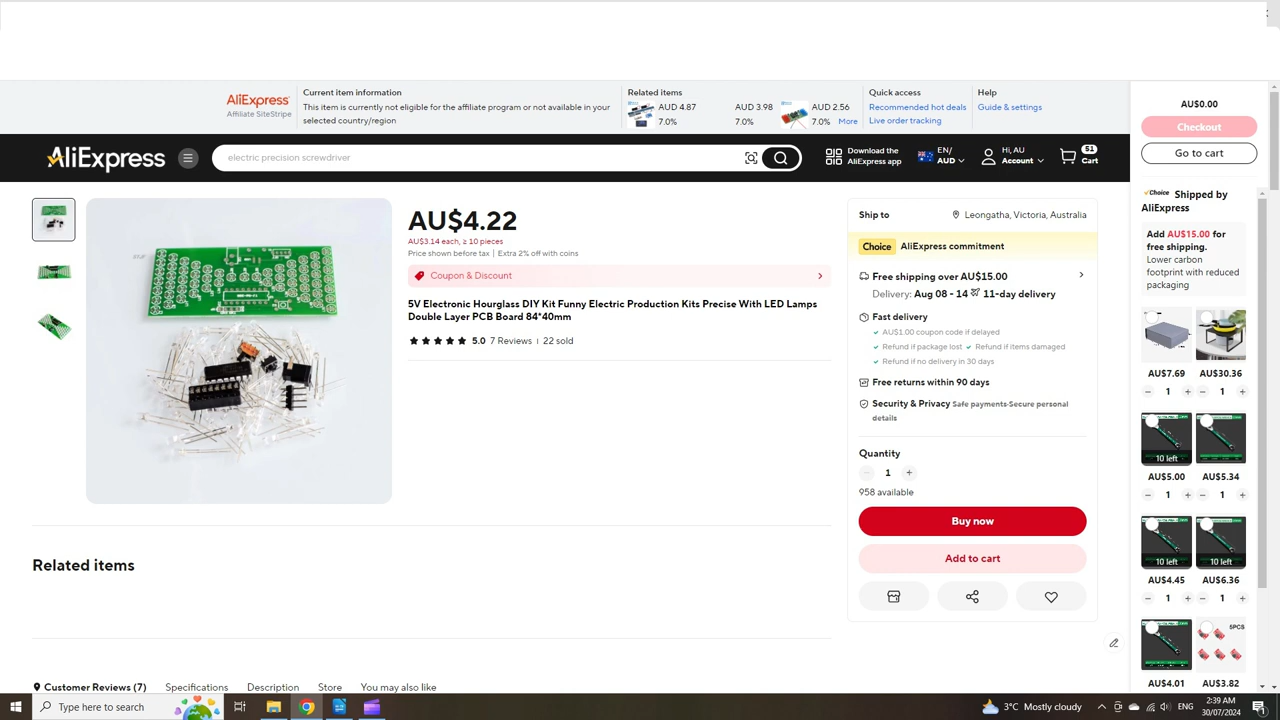 AliExpress
Affiliate SiteStripe
Current item information
This item is currently not eligible for the affiliate program or not available in your
selected country/region
Related items
AUD 4.87
7.0%
AUD 3.98
7.0%
AUD 2.56
7.0%
More
Quick access
Recommended hot deals
Live order tracking
Help
Guide & settings
AliExpress
electric precision screwdriver
Download the
AliExpress app
EN/
AUD
Hi, AU
Account
51
Cart
AU$4.22
AU$3.14 each, ≥ 10 pieces
Price shown before tax | Extra 2% off with coins
Coupon & Discount
5V Electronic Hourglass DIY Kit Funny Electric Production Kits Precise With LED Lamps
Double Layer PCB Board 84*40mm
5.0 7 Reviews | 22 sold
Related items
Customer Reviews (7)
Specifications
Description
Store
You may also like
Ship to
Leongatha, Victoria, Australia
Choice AliExpress commitment
Free shipping over AU$15.00
Delivery: Aug 08 - 14 11-day delivery
Fast delivery
AU$1.00 coupon code if delayed
Refund if package lost
Refund if items damaged
Refund if no delivery in 30 days
Free returns within 90 days
Security & Privacy Safe payments·Secure personal
details
Quantity
1
958 available
Buy now
Add to cart
AU$0.00
Checkout
Go to cart
Choice Shipped by
AliExpress
Add AU$15.00 for
free shipping.
Lower carbon
footprint with reduced
packaging
AU$7.69
AU$30.36
1
1
10 left
AU$5.00
AU$5.34
1
1
10 left
10 left
AU$4.45
AU$6.36
1
1
5PCS
AU$4.01
AU$3.82
Type here to search
3°C Mostly cloudy
ENG
2:39 AM
30/07/2024